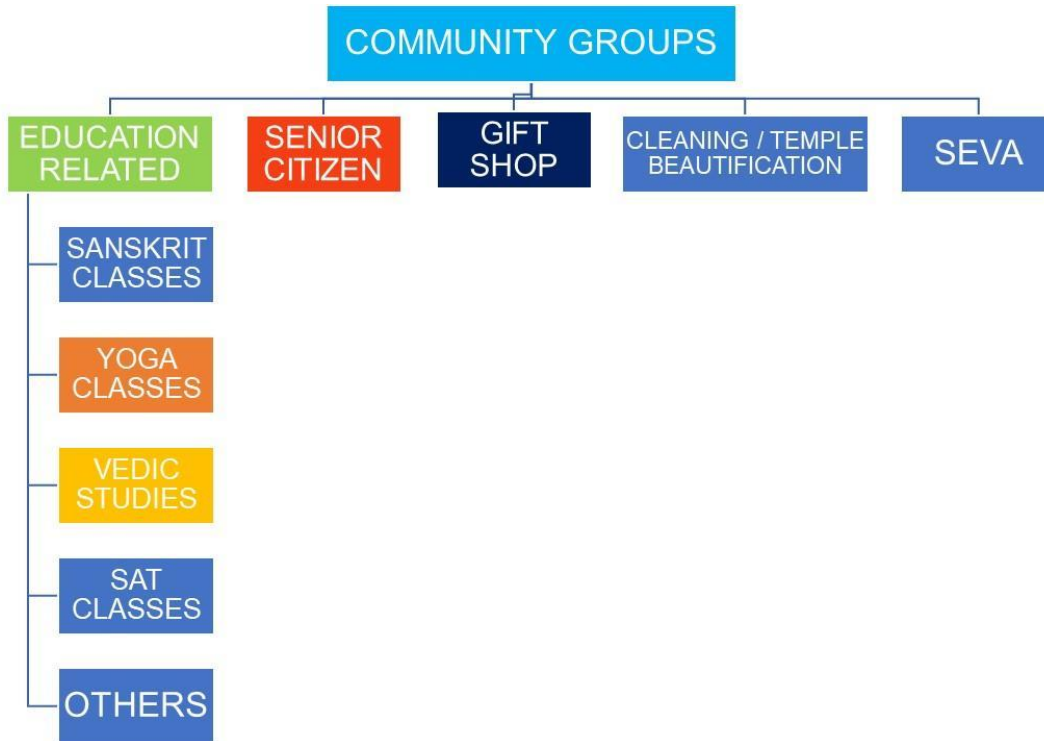 COMMUNITY GROUPS
EDUCATION
RELATED
SENIOR
CITIZEN
GIFT
SHOP
CLEANING / TEMPLE
BEAUTIFICATION
SEVA
SANSKRIT
CLASSES
YOGA
CLASSES
VEDIC
STUDIES
SAT
CLASSES
OTHERS